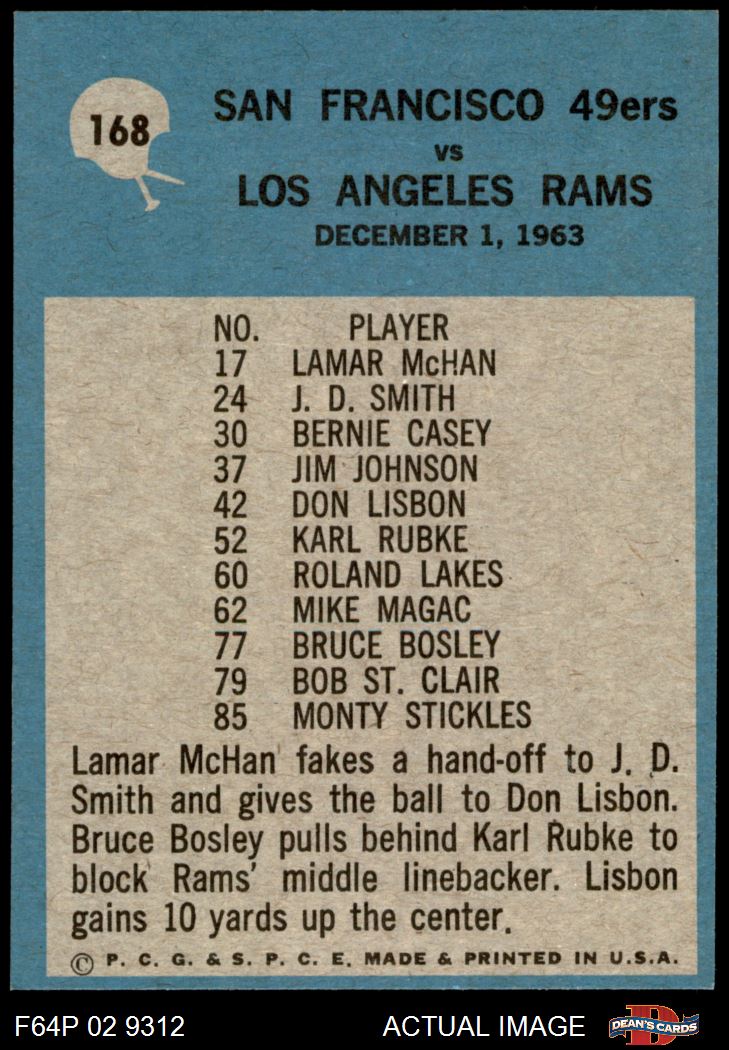 168
SAN FRANCISCO 49ers
VS
LOS ANGELES RAMS
DECEMBER 1, 1963
NO. PLAYER
17 LAMAR McHAN
24 J. D. SMITH
30 BERNIE CASEY
37 JIM JOHNSON
42 DON LISBON
52 KARL RUBKE
60 ROLAND LAKES
62 MIKE MAGAC
77 BRUCE BOSLEY
79 BOB ST. CLAIR
85 MONTY STICKLES
Lamar McHan fakes a hand-off to J. D.
Smith and gives the ball to Don Lisbon.
Bruce Bosley pulls behind Karl Rubke to
block Rams' middle linebacker. Lisbon
gains 10 yards up the center.
© P. C. G. & S. P. C. E. MADE & PRINTED IN U.S.A.
F64P 02 9312 ACTUAL IMAGE D DEAN'S CARDS